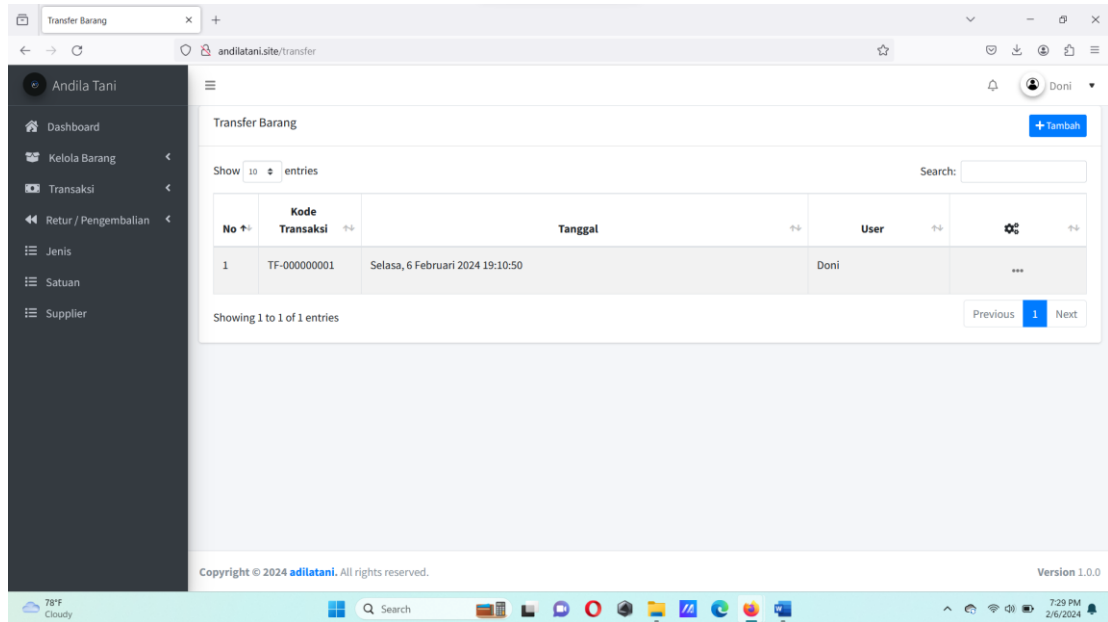 Transfer Barang
andilatani.site/transfer
Andila Tani
Doni
Dashboard
Kelola Barang
Transaksi
Retur / Pengembalian
Jenis
Satuan
Supplier
Transfer Barang
+Tambah
Show 10 entries
Search:
No
Kode Transaksi
Tanggal
User
1
TF-000000001
Selasa, 6 Februari 2024 19:10:50
Doni
Showing 1 to 1 of 1 entries
Previous 1 Next
Copyright © 2024 adilatani. All rights reserved.
Version 1.0.0
78°F
Cloudy
Search
7:29 PM
2/6/2024